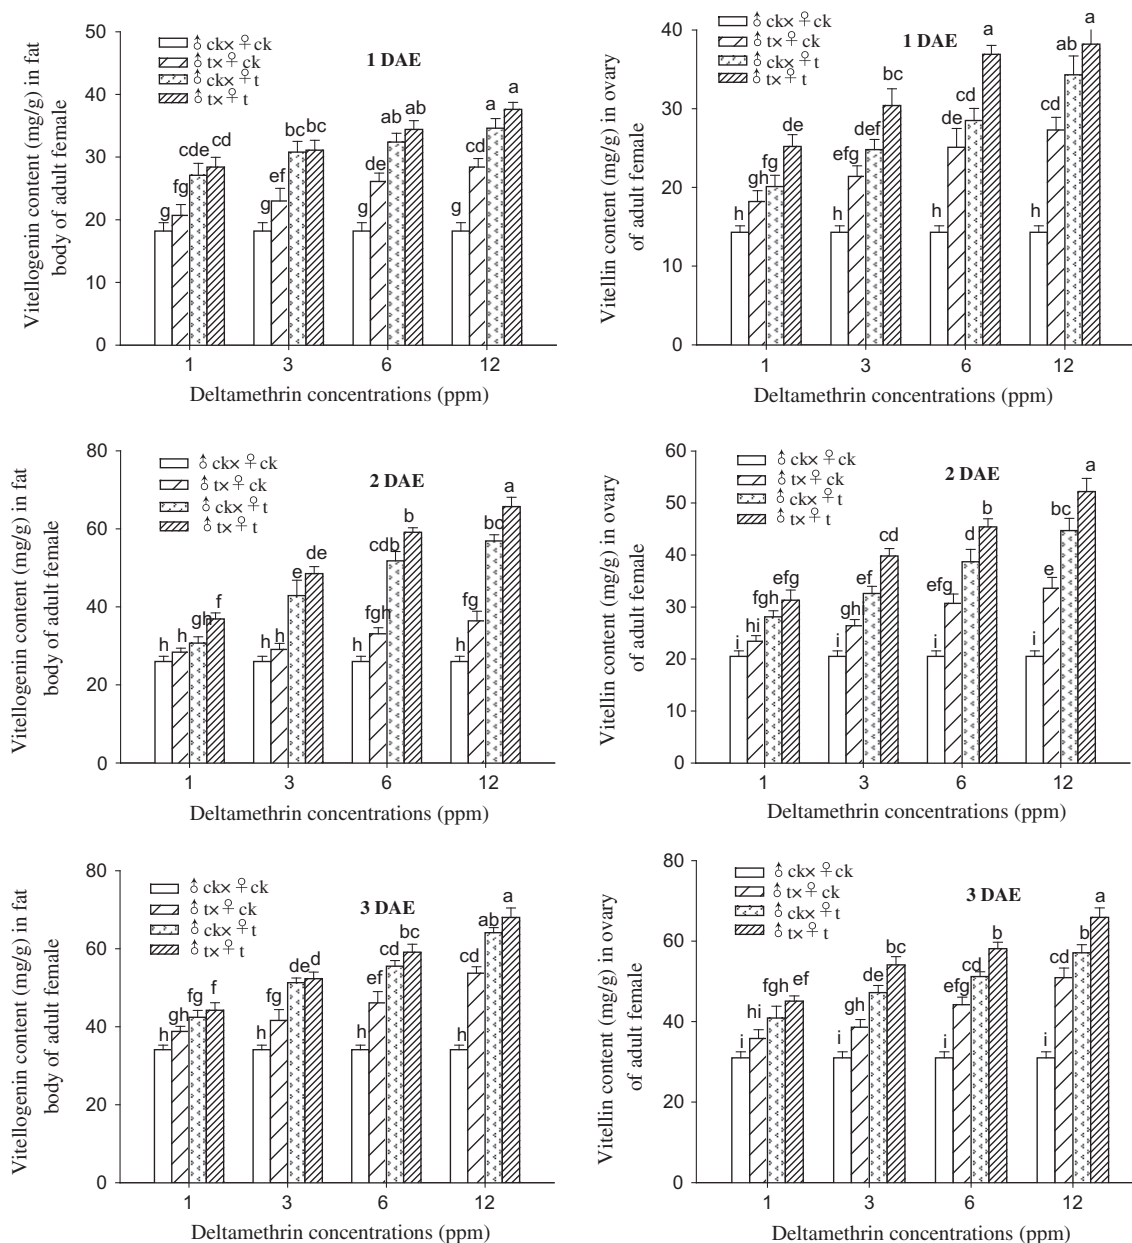 Vitellogenin content (mg/g) in fat
body of adult female
50
40
30
20
10
0
♂ ck× ♀ ck
♂ t× ♀ ck
♂ ck× ♀ t
♂ t× ♀ t
1 DAE
g fg cde cd
g ef bc bc
g de ab ab
g cd a a
1 3 6 12
Deltamethrin concentrations (ppm)
Vitellin content (mg/g) in ovary
of adult female
40
30
20
10
0
♂ ck× ♀ ck
♂ t× ♀ ck
♂ ck× ♀ t
♂ t× ♀ t
1 DAE
h gh fg de
h efg def bc
h de cd a
h cd ab a
1 3 6 12
Deltamethrin concentrations (ppm)
Vitellogenin content (mg/g) in fat
body of adult female
80
60
40
20
0
♂ ck× ♀ ck
♂ t× ♀ ck
♂ ck× ♀ t
♂ t× ♀ t
2 DAE
h h gh f
h h e de
h fgh cdb b
h fg bc a
1 3 6 12
Deltamethrin concentrations (ppm)
Vitellin content (mg/g) in ovary
of adult female
60
50
40
30
20
10
0
♂ ck× ♀ ck
♂ t× ♀ ck
♂ ck× ♀ t
♂ t× ♀ t
2 DAE
i hi fgh efg
i gh ef cd
i efg d b
i e bc a
1 3 6 12
Deltamethrin concentrations (ppm)
Vitellogenin content (mg/g) in fat
body of adult female
80
60
40
20
0
♂ ck× ♀ ck
♂ t× ♀ ck
♂ ck× ♀ t
♂ t× ♀ t
3 DAE
h gh fg f
h fg de d
h ef cd bc
h cd ab a
1 3 6 12
Deltamethrin concentrations (ppm)
Vitellin content (mg/g) in ovary
of adult female
80
60
40
20
0
♂ ck× ♀ ck
♂ t× ♀ ck
♂ ck× ♀ t
♂ t× ♀ t
3 DAE
i hi fgh ef
i gh de bc
i efg cd b
i cd b a
1 3 6 12
Deltamethrin concentrations (ppm)